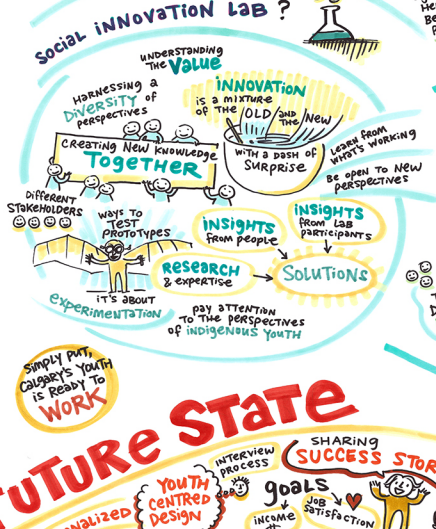 SOCIAL INNOVATION LAB?
UNDERSTANDING
THE VALUE
HARNESSING A
DIVERSITY OF
PERSPECTIVES
INNOVATION
IS A MIXTURE
OF THE OLD AND THE NEW
WITH A DASH OF
SURPRISE
LEARN FROM
WHAT'S WORKING
BE OPEN TO NEW
PERSPECTIVES
CREATING NEW KNOWLEDGE
TOGETHER
DIFFERENT
STAKEHOLDERS
WAYS TO
TEST
PROTOTYPES
IT'S ABOUT
EXPERIMENTATION
INSIGHTS
FROM PEOPLE
INSIGHTS
FROM LAB
PARTICIPANTS
RESEARCH
& EXPERTISE
SOLUTIONS
PAY ATTENTION
TO THE PERSPECTIVES
OF INDIGENOUS YOUTH
SIMPLY PUT,
CALGARY'S YOUTH
IS READY TO
WORK
FUTURE STATE
YOUTH
CENTRED
DESIGN
INTERVIEW
PROCESS
GOALS
INCOME
JOB
SATISFACTION
SHARING
SUCCESS STOR